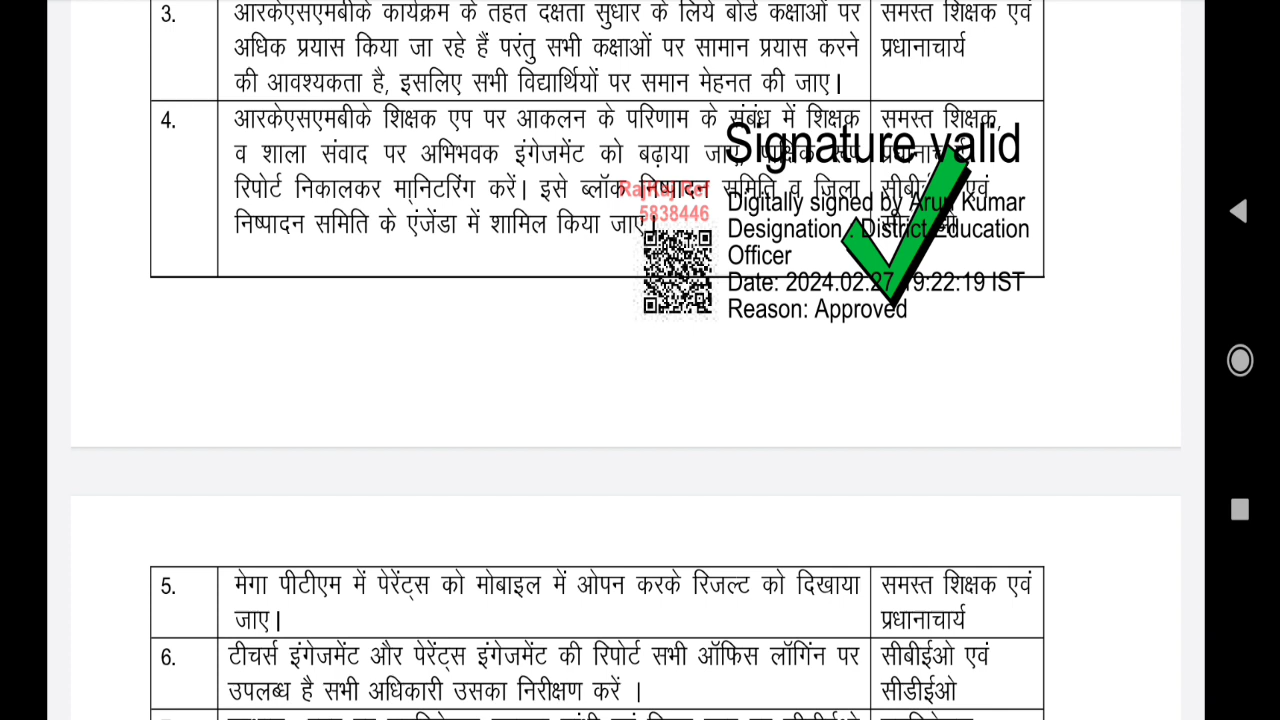 3. आरकेएसएमबीके कार्यक्रम के तहत दक्षता सुधार के लिये बोर्ड कक्षाओं पर समस्त शिक्षक एवं
अधिक प्रयास किया जा रहे हैं परंतु सभी कक्षाओं पर सामान प्रयास करने प्रधानाचार्य
की आवश्यकता है, इसलिए सभी विद्यार्थियों पर समान मेहनत की जाए।
4. आरकेएसएमबीके शिक्षक एप पर आकलन के परिणाम के संबंध में शिक्षक समस्त शिक्षक,
व शाला संवाद पर अभिभवक इंगेजमेंट को बढ़ाया जाए, प्रधानाचार्य
रिपोर्ट निकालकर मा्निटरिंग करें। इसे ब्लॉक निष्पादन समिति व जिला एवं
निष्पादन समिति के एंजेंडा में शामिल किया जाए।
Signature valid
RajKaj Ref
5838446
Digitally signed by Arun Kumar
Designation : District Education
Officer
Date: 2024.02.27 19:22:19 IST
Reason: Approved
5. मेगा पीटीएम में पेरेंट्स को मोबाइल में ओपन करके रिजल्ट को दिखाया समस्त शिक्षक एवं
जाए। प्रधानाचार्य
6. टीचर्स इंगेजमेंट और पेरेंट्स इंगेजमेंट की रिपोर्ट सभी ऑफिस लॉगिंन पर सीबीईओ एवं
उपलब्ध है सभी अधिकारी उसका निरीक्षण करें । सीडीईओ